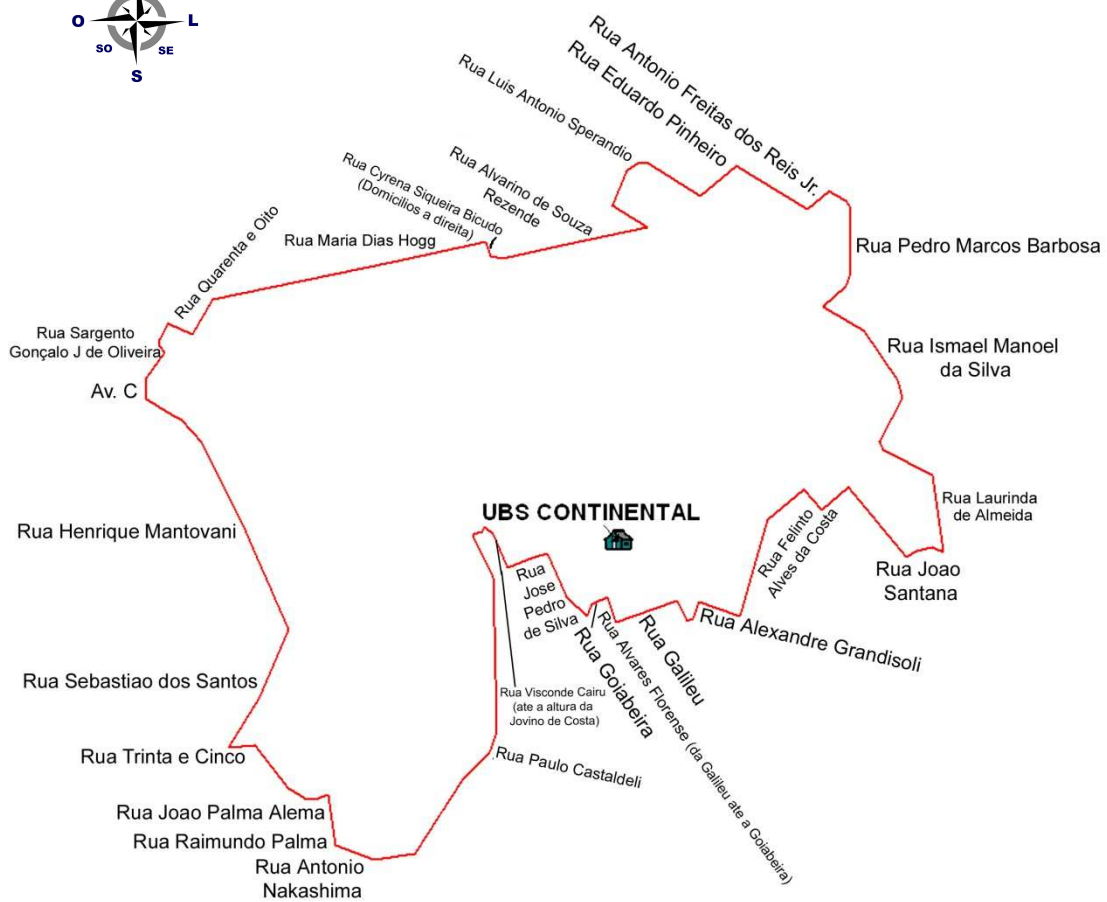 O
L
SO
SE
S
Rua Antonio Freitas dos Reis Jr.
Rua Eduardo Pinheiro
Rua Luis Antonio Sperandio
Rua Alvarino de Souza
Rezende
Rua Cyrena Siqueira Bicudo
(Domicilios a direita)
Rua Maria Dias Hogg
Rua Quarenta e Oito
Rua Pedro Marcos Barbosa
Rua Sargento
Gonçalo J de Oliveira
Av. C
Rua Ismael Manoel
da Silva
Rua Henrique Mantovani
UBS CONTINENTAL
Rua Laurinda
de Almeida
Rua Felinto
Alves da Costa
Rua Joao
Santana
Rua
Jose
Pedro
de Silva
Rua Alexandre Grandisoli
Rua Galileu
Rua Alvares Florense (da Galileu ate a Goiabeira)
Rua Goiabeira
Rua Visconde Cairu
(ate a altura da
Jovino de Costa)
Rua Sebastiao dos Santos
Rua Trinta e Cinco
Rua Paulo Castaldeli
Rua Joao Palma Alema
Rua Raimundo Palma
Rua Antonio
Nakashima